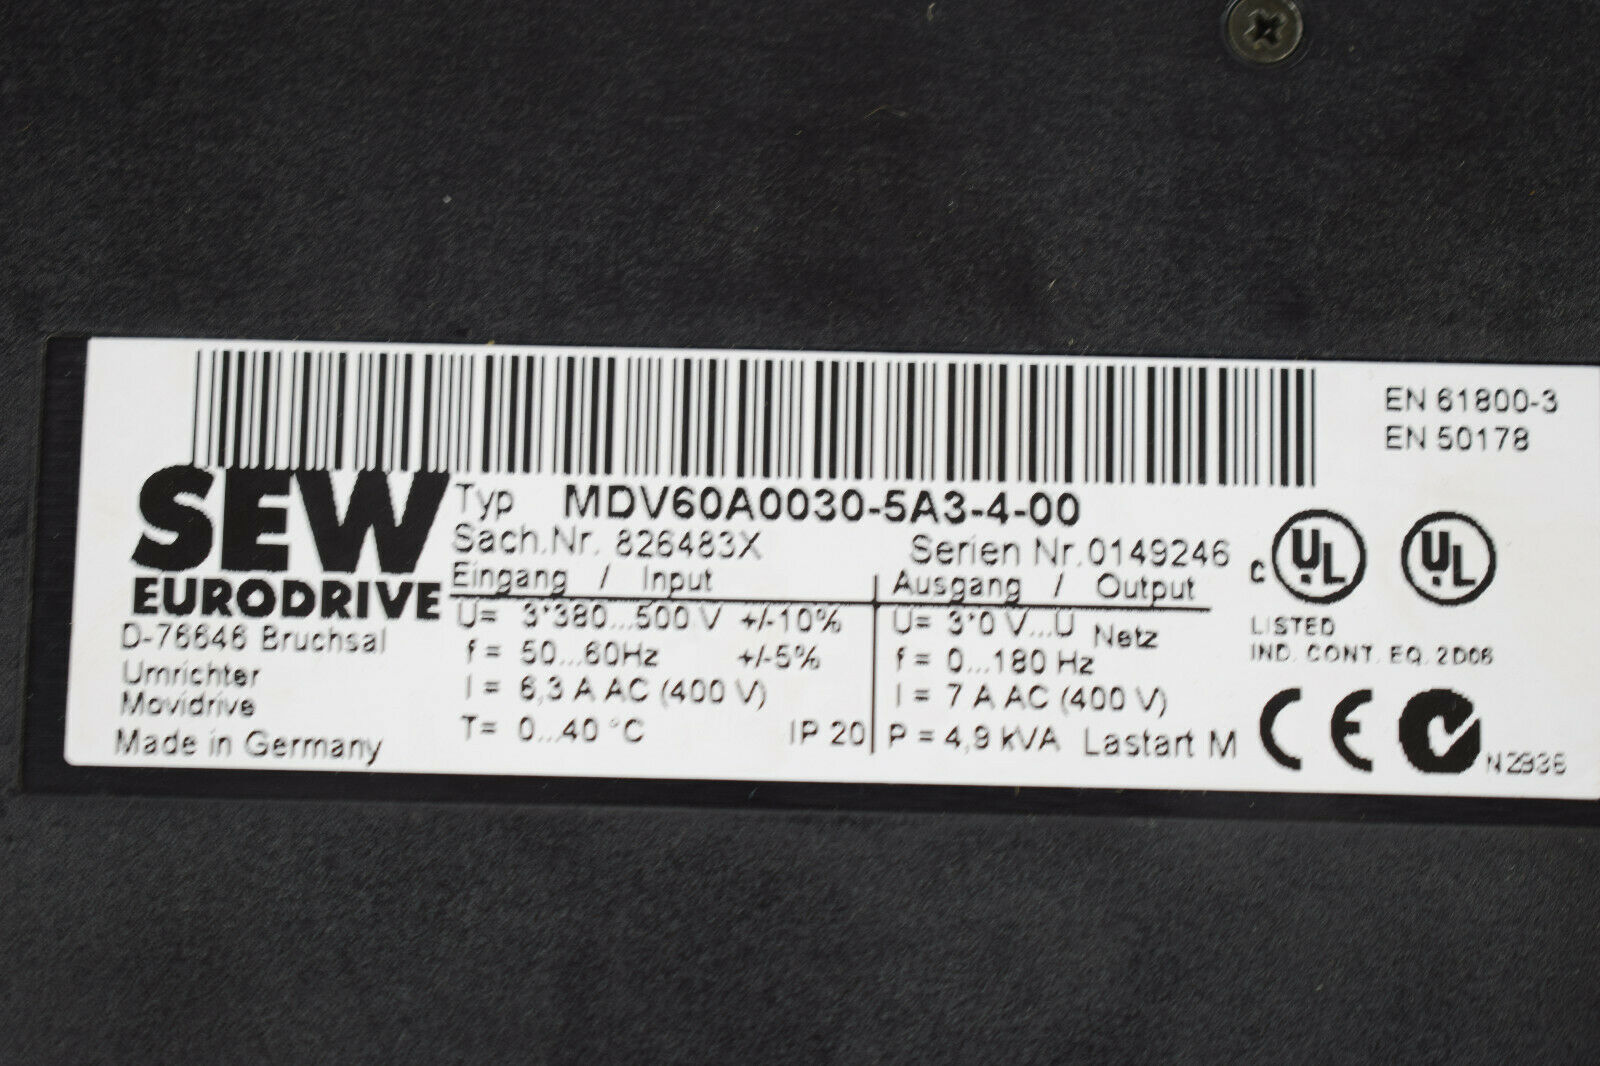 EN 61800-3
EN 50178
SEW
EURODRIVE
D-76646 Bruchsal
Umrichter
Movidrive
Made in Germany
Typ MDV60A0030-5A3-4-00
Sach.Nr. 826483X Serien Nr.0149246
Eingang / Input
U= 3*380...500 V +/-10%
f = 50...60Hz +/-5%
I = 6,3 A AC (400 V)
T= 0...40 °C IP 20
Ausgang / Output
U= 3*0 V...U Netz
f = 0...180 Hz
I = 7 A AC (400 V)
P = 4,9 kVA Lastart M
c UL UL
LISTED
IND. CONT. EQ. 2D06
CE N2936